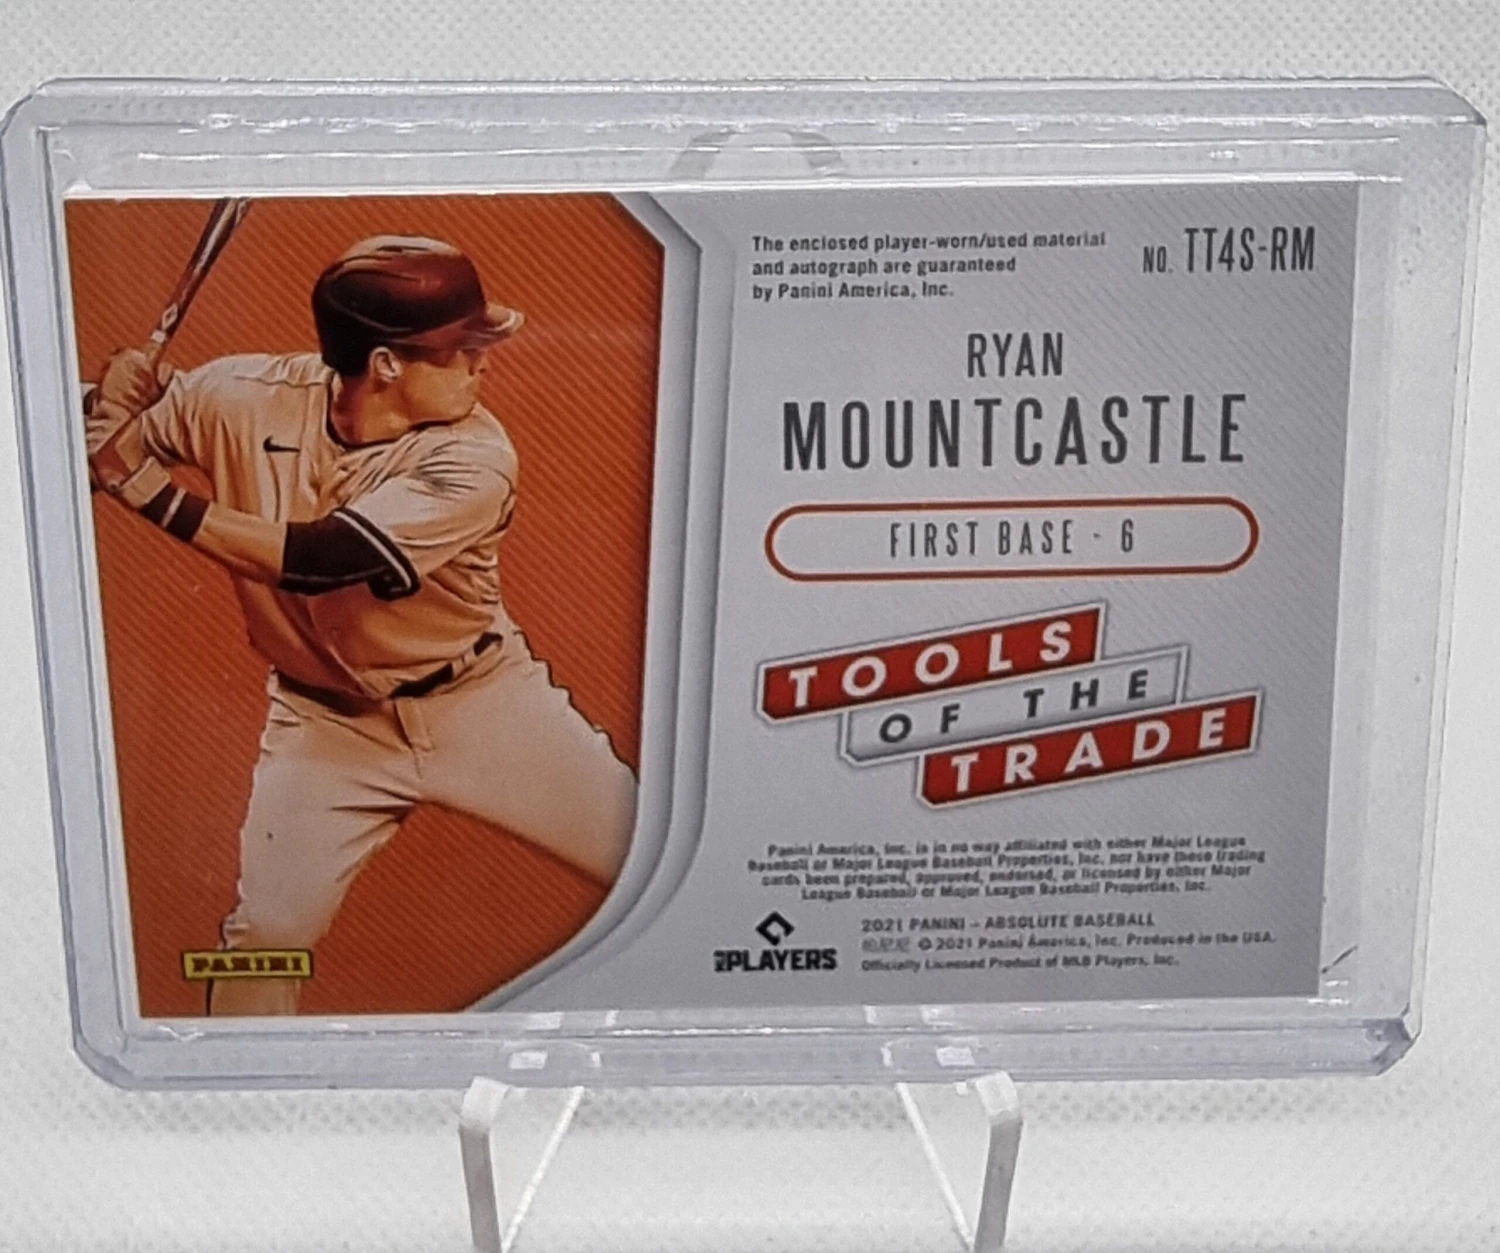 The enclosed player-worn/used material
and autograph are guaranteed
by Panini America, Inc.
NO. TT4S-RM
RYAN
MOUNTCASTLE
FIRST BASE - 6
TOOLS
OF THE
TRADE
Panini America, Inc. is in no way affiliated with either Major League
Baseball or Major League Baseball Properties, Inc. nor have these trading
cards been prepared, approved, endorsed, or licensed by either Major
League Baseball or Major League Baseball Properties, Inc.
PLAYERS
2021 PANINI – ABSOLUTE BASEBALL
© 2021 Panini America, Inc. Produced in the USA.
Officially Licensed Product of MLB Players, Inc.
PANINI